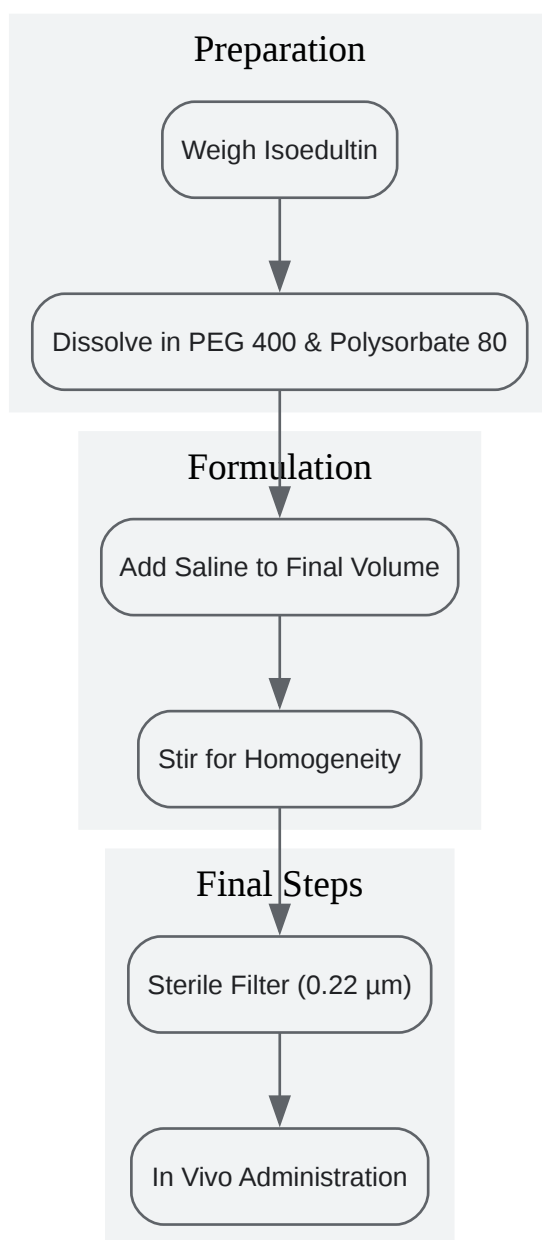 Preparation
Weigh Isoedultin
Dissolve in PEG 400 & Polysorbate 80
Formulation
Add Saline to Final Volume
Stir for Homogeneity
Final Steps
Sterile Filter (0.22 µm)
In Vivo Administration